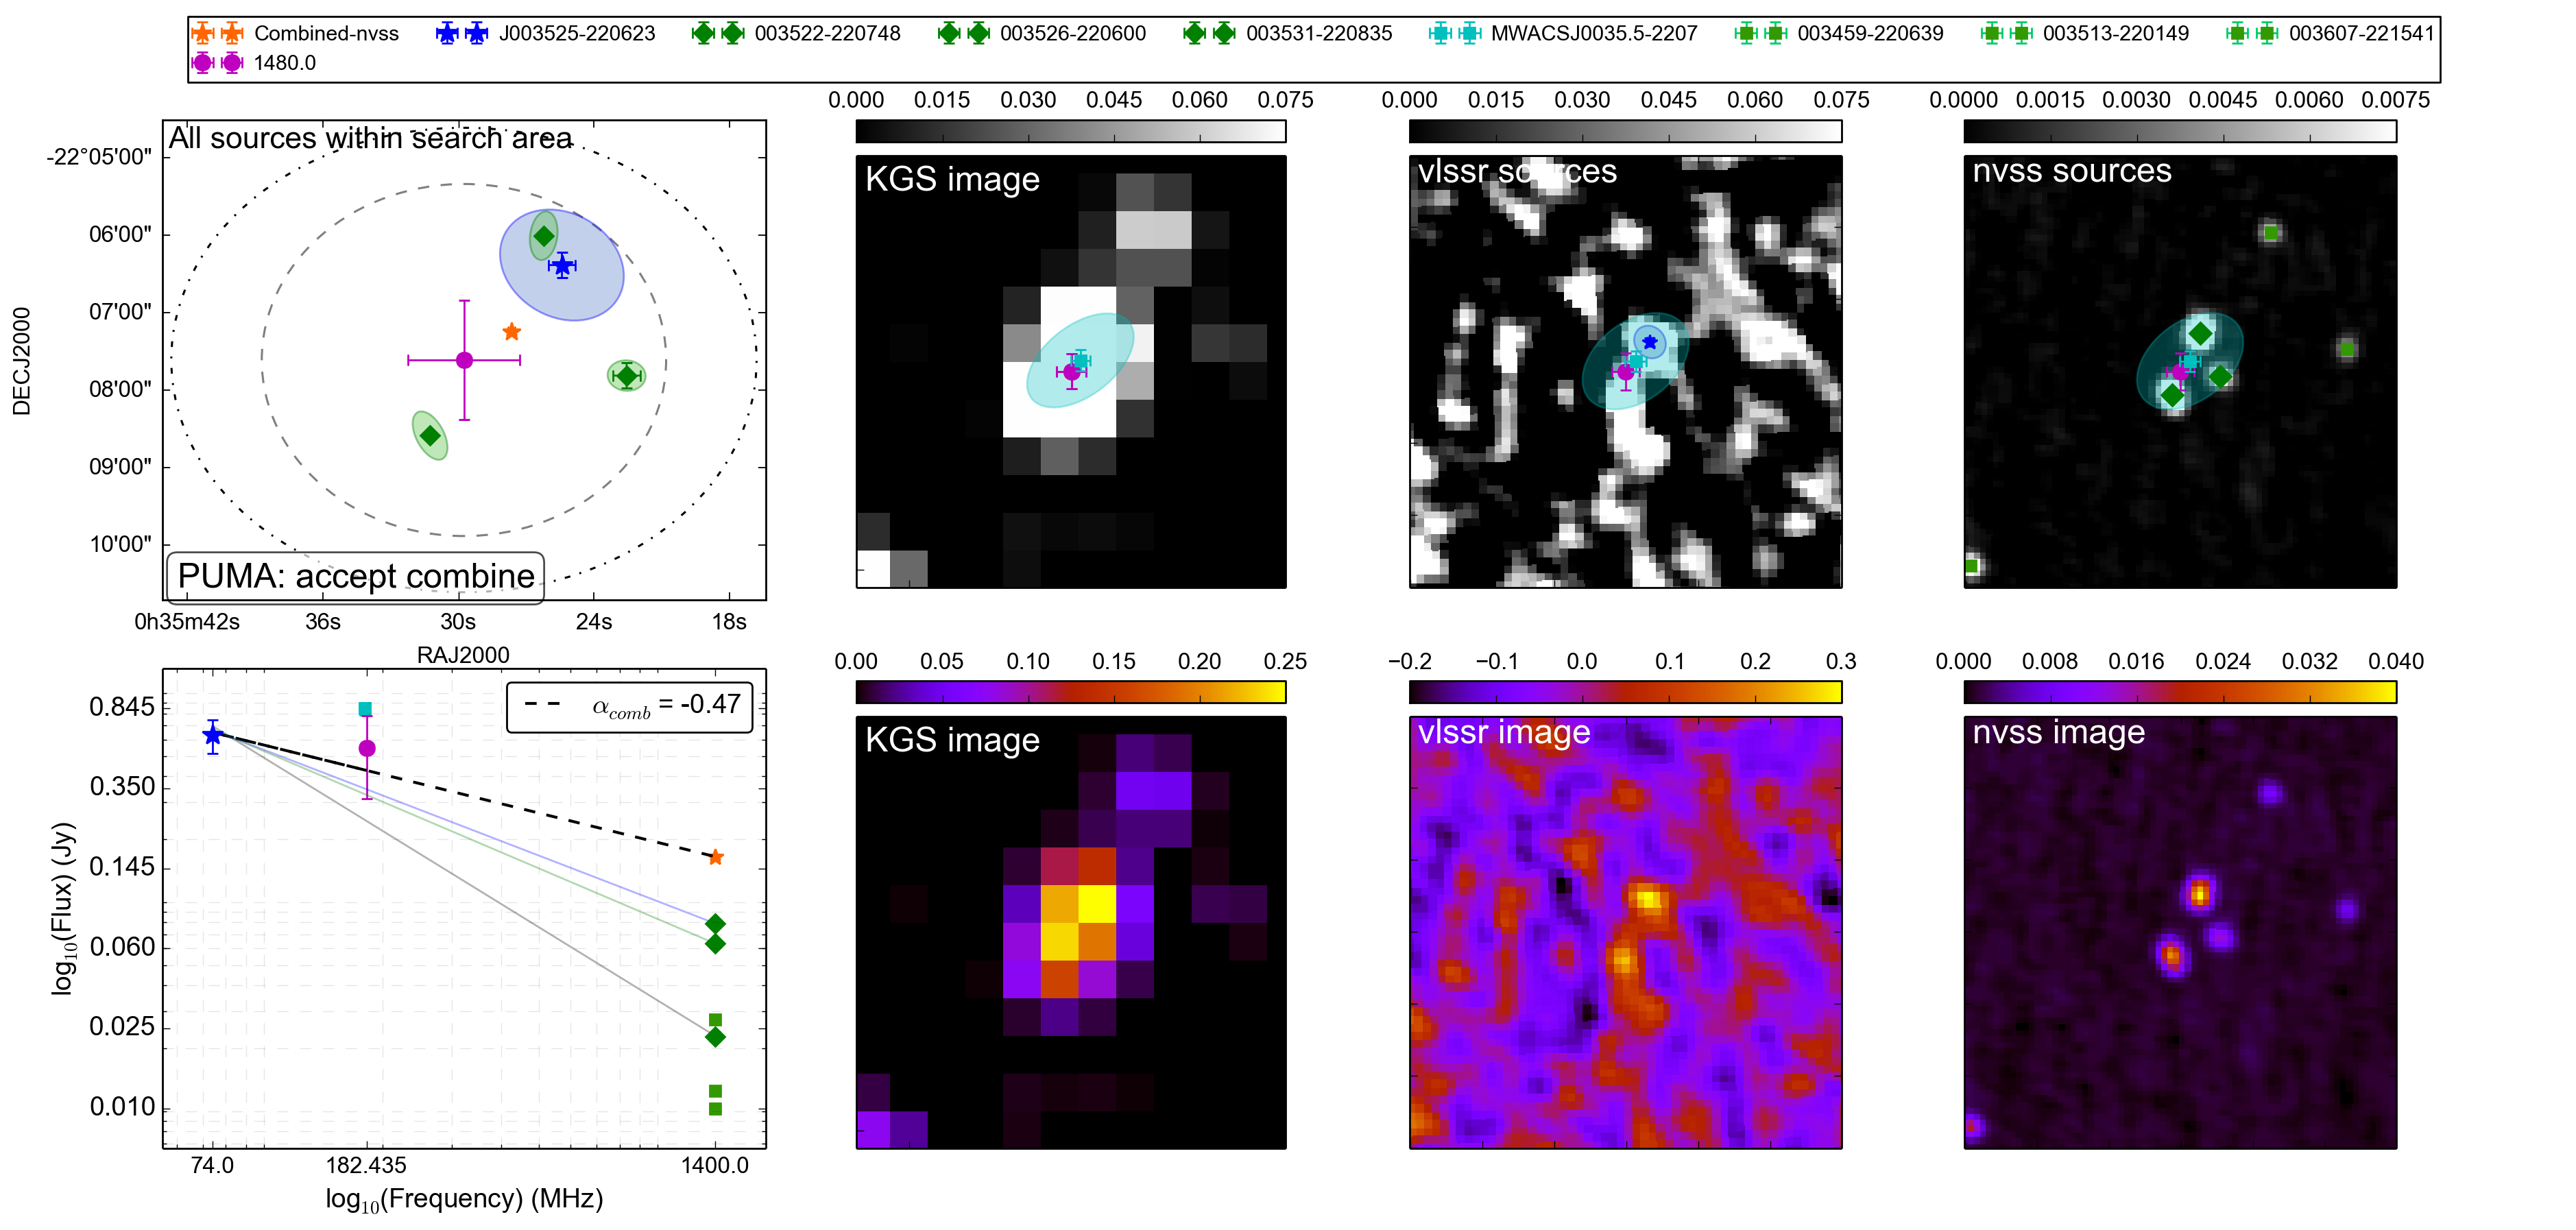 Combined-nvss J003525-220623 003522-220748 003526-220600 003531-220835 MWACSJ0035.5-2207 003459-220639 003513-220149 003607-221541
1480.0
0.000 0.015 0.030 0.045 0.060 0.075
0.000 0.015 0.030 0.045 0.060 0.075
0.0000 0.0015 0.0030 0.0045 0.0060 0.0075
All sources within search area
-22°05'00"
06'00"
07'00"
08'00"
09'00"
10'00"
DECJ2000
PUMA: accept combine
0h35m42s 36s 30s 24s 18s
RAJ2000
KGS image
vlssr sources
nvss sources
0.00 0.05 0.10 0.15 0.20 0.25
−0.2 −0.1 0.0 0.1 0.2 0.3
0.000 0.008 0.016 0.024 0.032 0.040
α_comb = -0.47
0.845
0.350
0.145
0.060
0.025
0.010
log₁₀(Flux) (Jy)
74.0 182.435 1400.0
log₁₀(Frequency) (MHz)
KGS image
vlssr image
nvss image